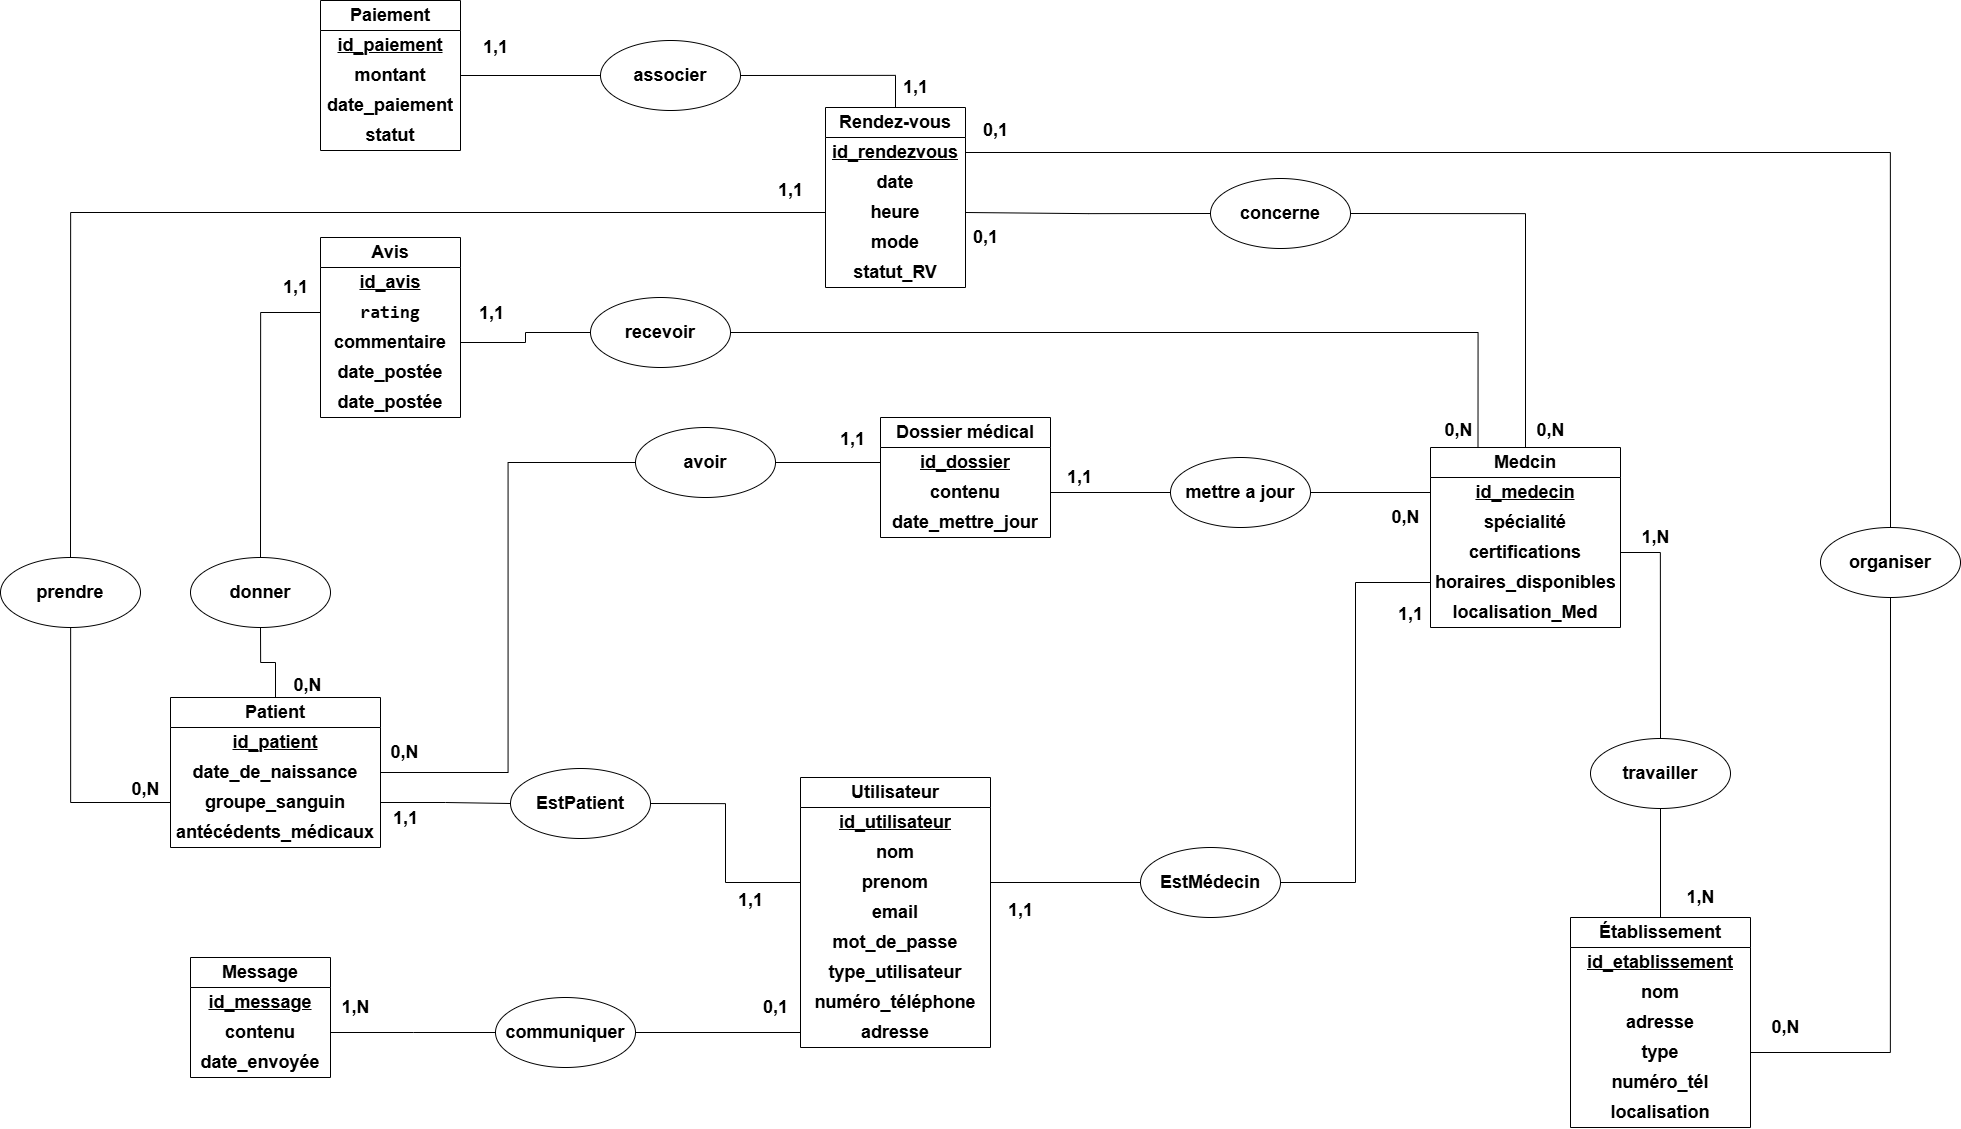 Paiement
id_paiement
montant
date_paiement
statut
1,1
associer
1,1
Rendez-vous
id_rendezvous
date
heure
mode
statut_RV
0,1
1,1
0,1
concerne
Avis
id_avis
rating
commentaire
date_postée
date_postée
1,1
1,1
recevoir
0,N
0,N
avoir
1,1
Dossier médical
id_dossier
contenu
date_mettre_jour
1,1
mettre a jour
0,N
Medcin
id_medecin
spécialité
certifications
horaires_disponibles
localisation_Med
1,N
1,1
organiser
prendre
donner
0,N
Patient
id_patient
date_de_naissance
groupe_sanguin
antécédents_médicaux
0,N
0,N
1,1
EstPatient
1,1
Utilisateur
id_utilisateur
nom
prenom
email
mot_de_passe
type_utilisateur
numéro_téléphone
adresse
1,1
EstMédecin
travailler
1,N
Message
id_message
contenu
date_envoyée
1,N
communiquer
0,1
Établissement
id_etablissement
nom
adresse
type
numéro_tél
localisation
0,N